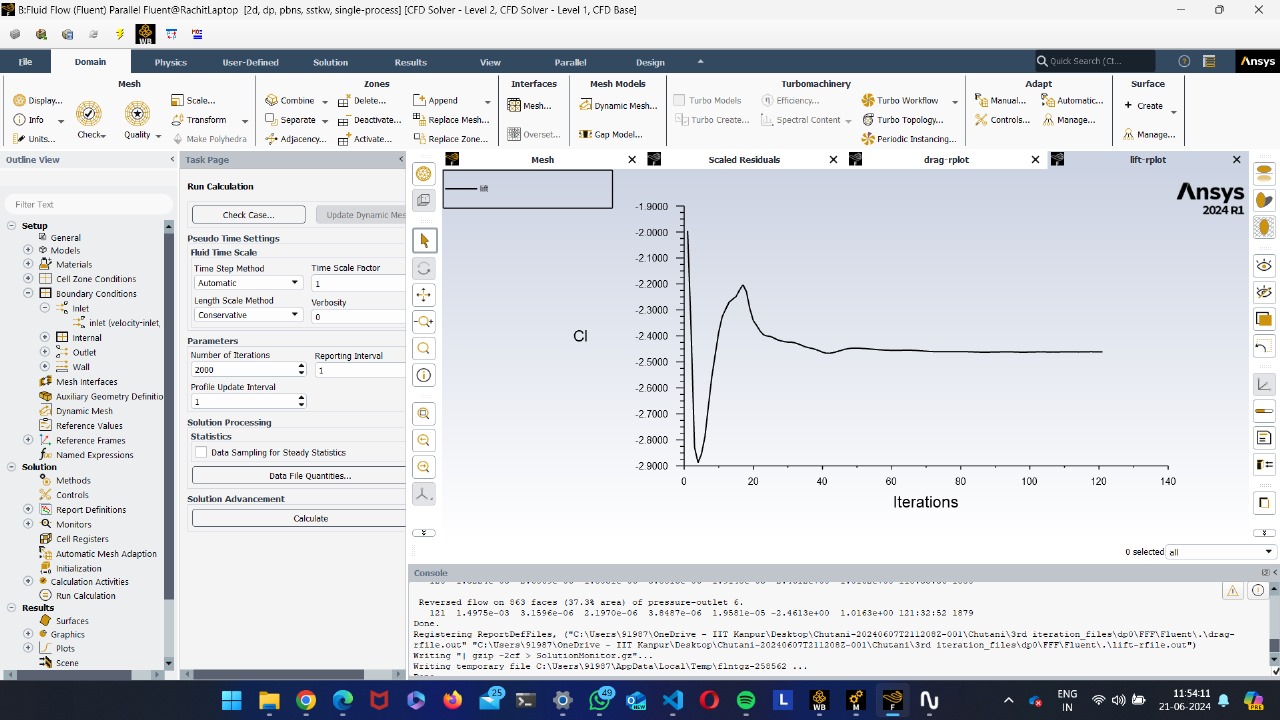 B:Fluid Flow (Fluent) Parallel Fluent@RachitLaptop [2d, dp, pbns, sstkw, single-process] [CFD Solver - Level 2, CFD Solver - Level 1, CFD Base]
File Domain Physics User-Defined Solution Results View Parallel Design Quick Search (Ct... Ansys
Mesh Zones Interfaces Mesh Models Turbomachinery Adapt Surface
Display... Scale... Combine Delete... Append Mesh... Dynamic Mesh... Turbo Models Efficiency... Turbo Workflow Manual... Automatic... Create
Info Check Quality Transform Separate Deactivate... Replace Mesh... Turbo Create... Spectral Content Turbo Topology... Controls... Manage...
Units... Make Polyhedra Adjacency... Activate... Replace Zone... Overset... Gap Model... Periodic Instancing... Manage...
Outline View
Filter Text
Setup
General
Models
Materials
Cell Zone Conditions
Boundary Conditions
Inlet
inlet (velocity-inlet,
Internal
Outlet
Wall
Mesh Interfaces
Auxiliary Geometry Definitio
Dynamic Mesh
Reference Values
Reference Frames
Named Expressions
Solution
Methods
Controls
Report Definitions
Monitors
Cell Registers
Automatic Mesh Adaption
Initialization
Calculation Activities
Run Calculation
Results
Surfaces
Graphics
Plots
Scene
Task Page
Run Calculation
Check Case... Update Dynamic Mes
Pseudo Time Settings
Fluid Time Scale
Time Step Method Time Scale Factor
Automatic 1
Length Scale Method Verbosity
Conservative 0
Parameters
Number of Iterations Reporting Interval
2000 1
Profile Update Interval
1
Solution Processing
Statistics
Data Sampling for Steady Statistics
Data File Quantities...
Solution Advancement
Calculate
Mesh Scaled Residuals drag-rplot lift-rplot
lift
Ansys
2024 R1
-1.9000
-2.0000
-2.1000
-2.2000
-2.3000
-2.4000
-2.5000
-2.6000
-2.7000
-2.8000
-2.9000
Cl
0 20 40 60 80 100 120 140
Iterations
0 selected all
Console
Reversed flow on 863 faces (37.3% area) of pressure-outlet 6.
121 1.4975e-03 3.1596e-06 2.1970e-06 3.8487e-06 1.9581e-05 -2.4613e+00 1.0163e+00 121:32:52 1879
Done.
Registering ReportDefFiles, ("C:\Users\91987\OneDrive - IIT Kanpur\Desktop\Chutani-20240607T211208Z-001\Chutani\3rd iteration_files\dp0\FFF\Fluent\.\drag-
rfile.out" "C:\Users\91987\OneDrive - IIT Kanpur\Desktop\Chutani-20240607T211208Z-001\Chutani\3rd iteration_files\dp0\FFF\Fluent\.\lift-rfile.out")
Writing "| gzip -2cf > SolutionMonitor.gz"...
Writing temporary file C:\Users\91987\AppData\Local\Temp\flntgz-258562 ...
25 49
ENG
IN
11:54:11
21-06-2024